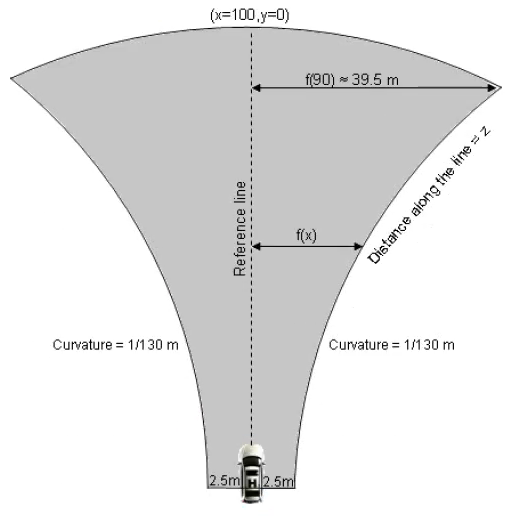 (x=100,y=0)
f(90) ≈ 39.5 m
Distance along the line = z
Reference line
f(x)
Curvature = 1/130 m
Curvature = 1/130 m
2.5m H 2.5m